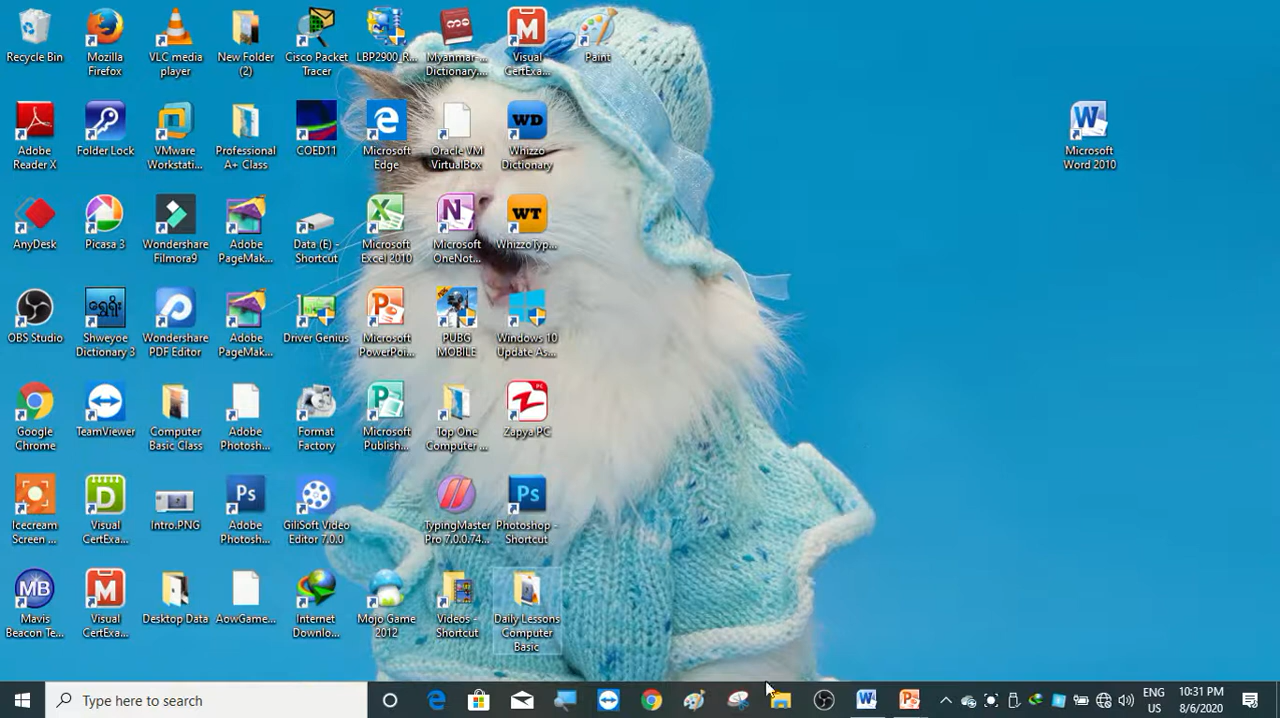 Recycle Bin
Mozilla
Firefox
VLC media
player
New Folder
(2)
Cisco Packet
Tracer
LBP2900_R...
Myanmar-...
Dictionary....
Visual
CertExa...
Paint
Adobe
Reader X
Folder Lock
VMware
Workstati...
Professional
A+ Class
COED11
Microsoft
Edge
Oracle VM
VirtualBox
WD
Whizzo
Dictionary
Microsoft
Word 2010
AnyDesk
Picasa 3
Wondershare
Filmora9
Adobe
PageMak...
Data (E) -
Shortcut
Microsoft
Excel 2010
Microsoft
OneNot...
WT
WhizzoTyp...
OBS Studio
Shweyoe
Dictionary 3
Wondershare
PDF Editor
Adobe
PageMak...
Driver Genius
Microsoft
PowerPoi...
PUBG
MOBILE
Windows 10
Update As...
Google
Chrome
TeamViewer
Computer
Basic Class
Adobe
Photosh...
Format
Factory
Microsoft
Publish...
Top One
Computer ...
Zapya PC
Icecream
Screen ...
Visual
CertExa...
Intro.PNG
Ps
Adobe
Photosh...
GiliSoft Video
Editor 7.0.0
TypingMaster
Pro 7.0.0.74...
Ps
Photoshop -
Shortcut
MB
Mavis
Beacon Te...
Visual
CertExa...
Desktop Data
AowGame...
Internet
Downlo...
Mojo Game
2012
Videos -
Shortcut
Daily Lessons
Computer
Basic
Type here to search
ENG
US
10:31 PM
8/6/2020